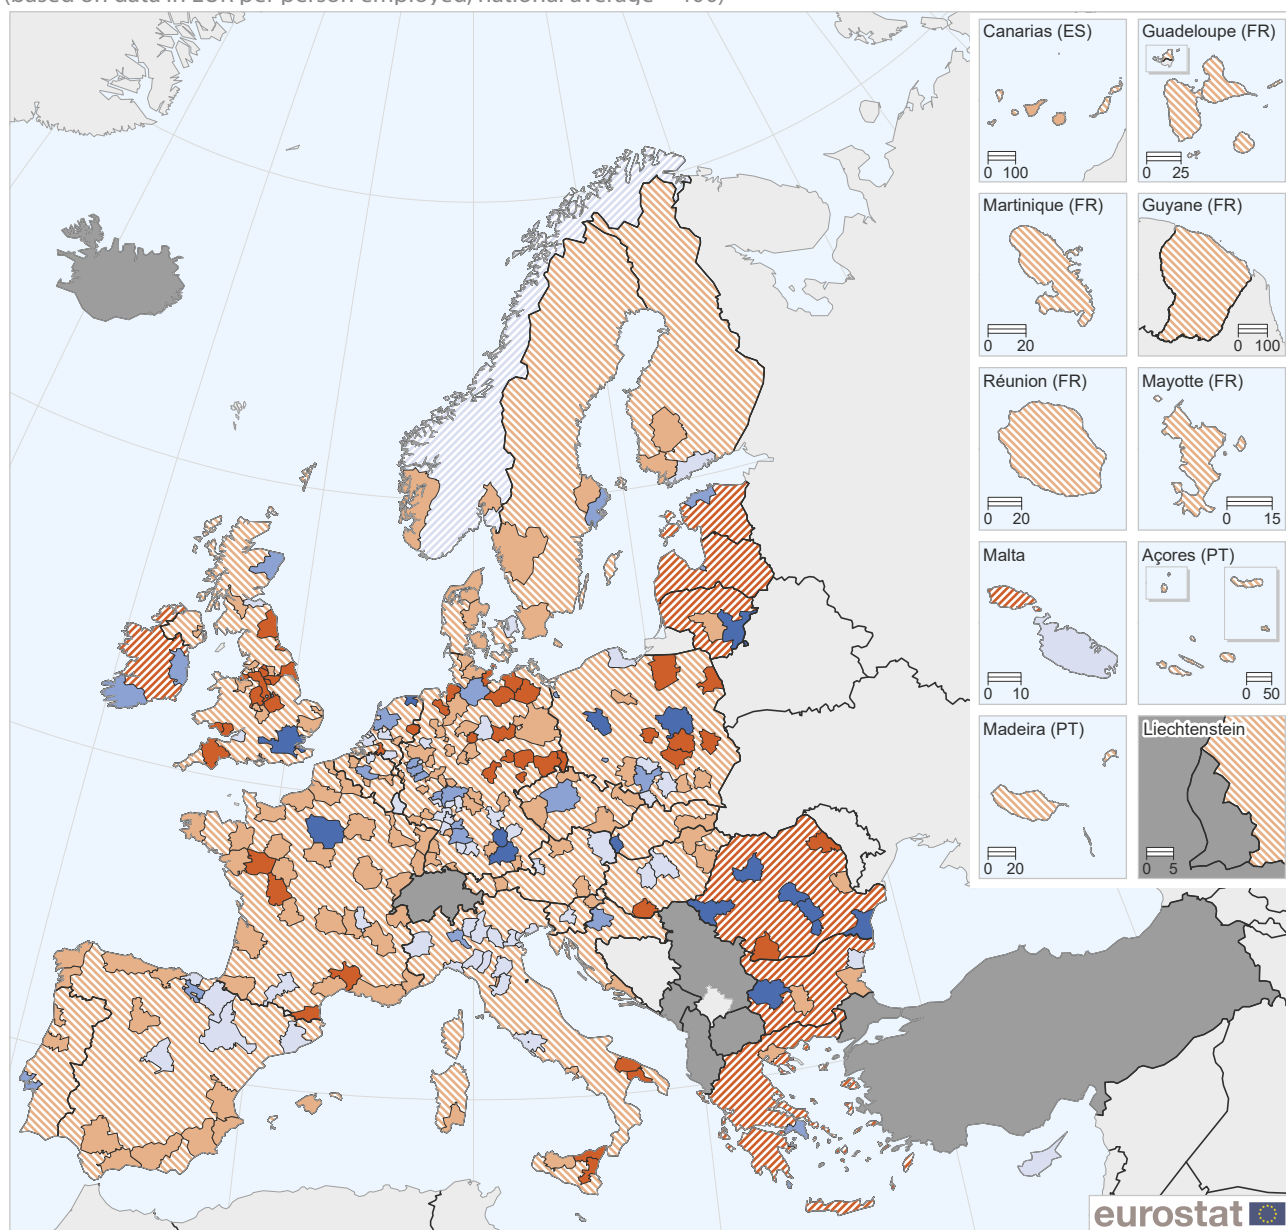 (based on data in EUR per person employed, national average = 100)
Canarias (ES)
0 100
Guadeloupe (FR)
0 25
Martinique (FR)
0 20
Guyane (FR)
0 100
Réunion (FR)
0 20
Mayotte (FR)
0 15
Malta
0 10
Açores (PT)
0 50
Madeira (PT)
0 20
Liechtenstein
0 5
eurostat